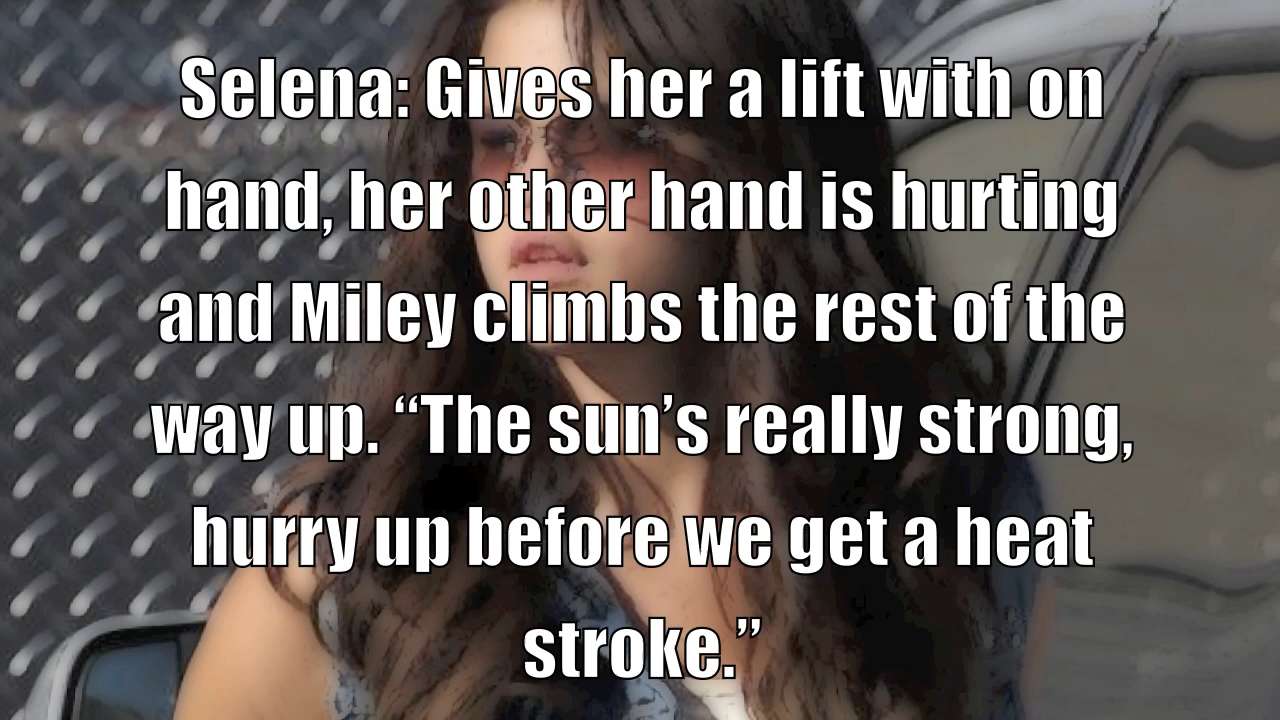 Selena: Gives her a lift with on
hand, her other hand is hurting
and Miley climbs the rest of the
way up. “The sun’s really strong,
hurry up before we get a heat
stroke.”